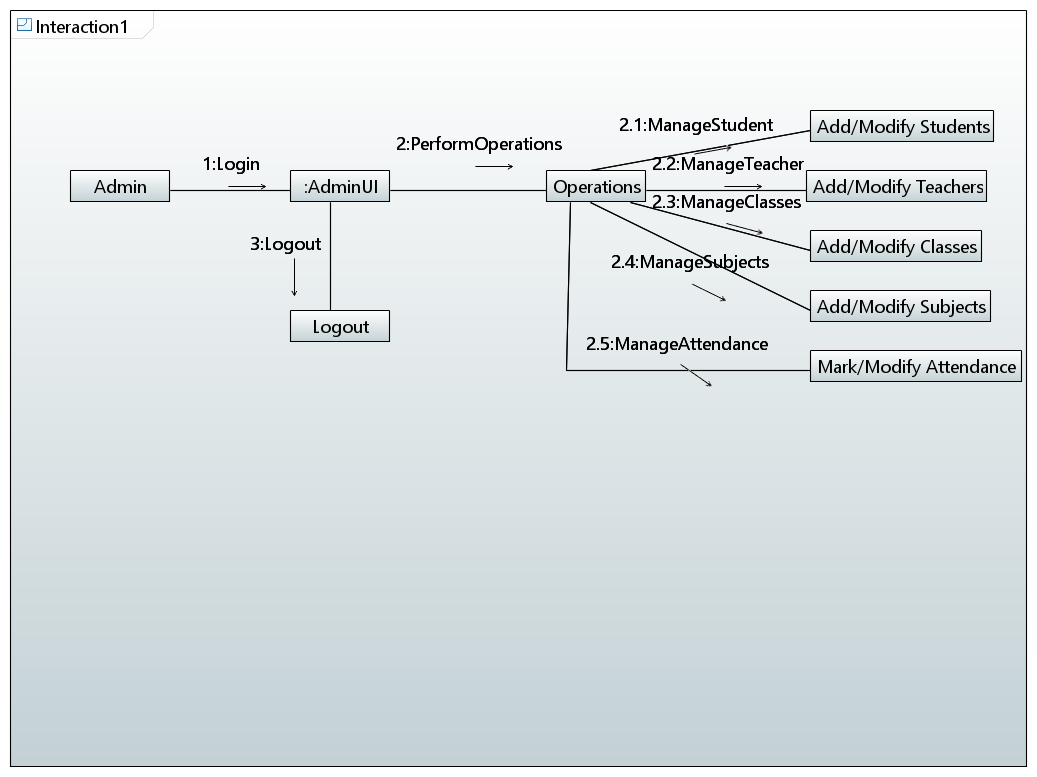 Interaction1
2.1:ManageStudent
Add/Modify Students
2:PerformOperations
1:Login
2.2:ManageTeacher
Admin
:AdminUI
Operations
Add/Modify Teachers
2.3:ManageClasses
3:Logout
Add/Modify Classes
2.4:ManageSubjects
Add/Modify Subjects
Logout
2.5:ManageAttendance
Mark/Modify Attendance